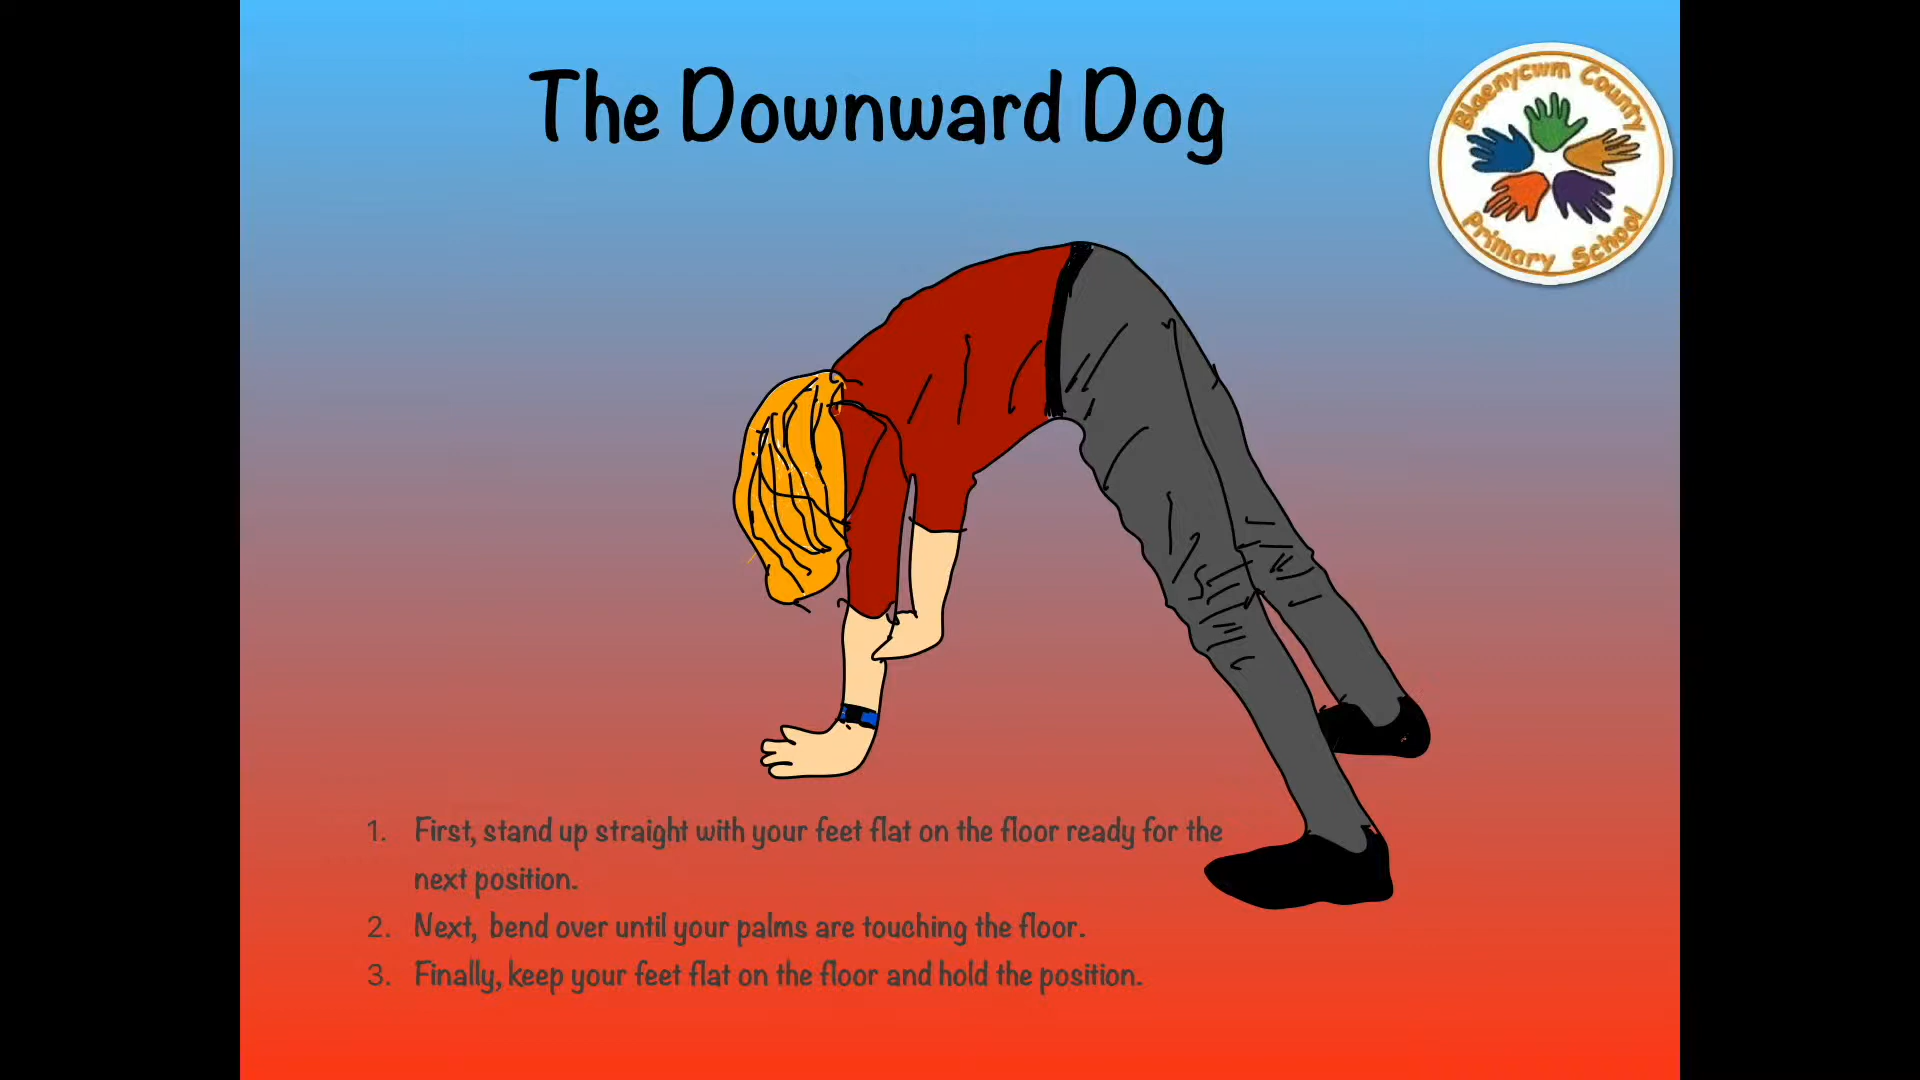 The Downward Dog
Blaenycwm County
Primary School
1. First, stand up straight with your feet flat on the floor ready for the
next position.
2. Next, bend over until your palms are touching the floor.
3. Finally, keep your feet flat on the floor and hold the position.